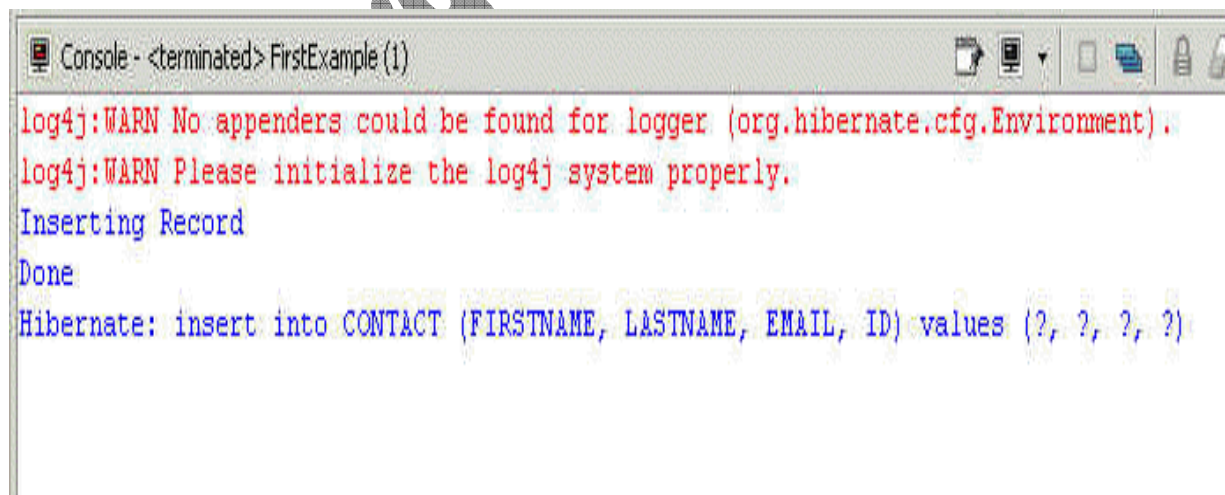 Console - <terminated> FirstExample (1)
log4j:WARN No appenders could be found for logger (org.hibernate.cfg.Environment).
log4j:WARN Please initialize the log4j system properly.
Inserting Record
Done
Hibernate: insert into CONTACT (FIRSTNAME, LASTNAME, EMAIL, ID) values (?, ?, ?, ?)